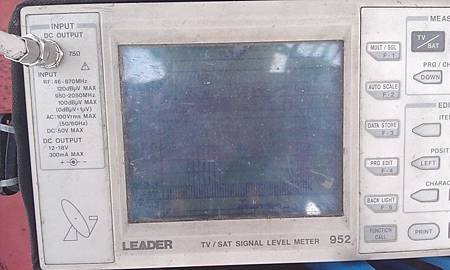 INPUT
DC OUTPUT
75Ω
INPUT
RF:46-870MHz
120dBμV MAX
950-2050MHz
100dBμV MAX
(0dBμV=1μV)
AC:100Vrms MAX
(50/60Hz)
DC:50V MAX
DC OUTPUT
12-18V
300mA MAX
LEADER
TV / SAT SIGNAL LEVEL METER 952
MULT / SGL
F-1
AUTO SCALE
F-2
DATA STORE
F-3
PRG EDIT
F-4
BACK LIGHT
F-5
FUNCTION
CALL
MEAS
TV
/SAT
PRG / CH
DOWN
EDI
ITE
POSIT
LEFT
CHARAC
PRINT